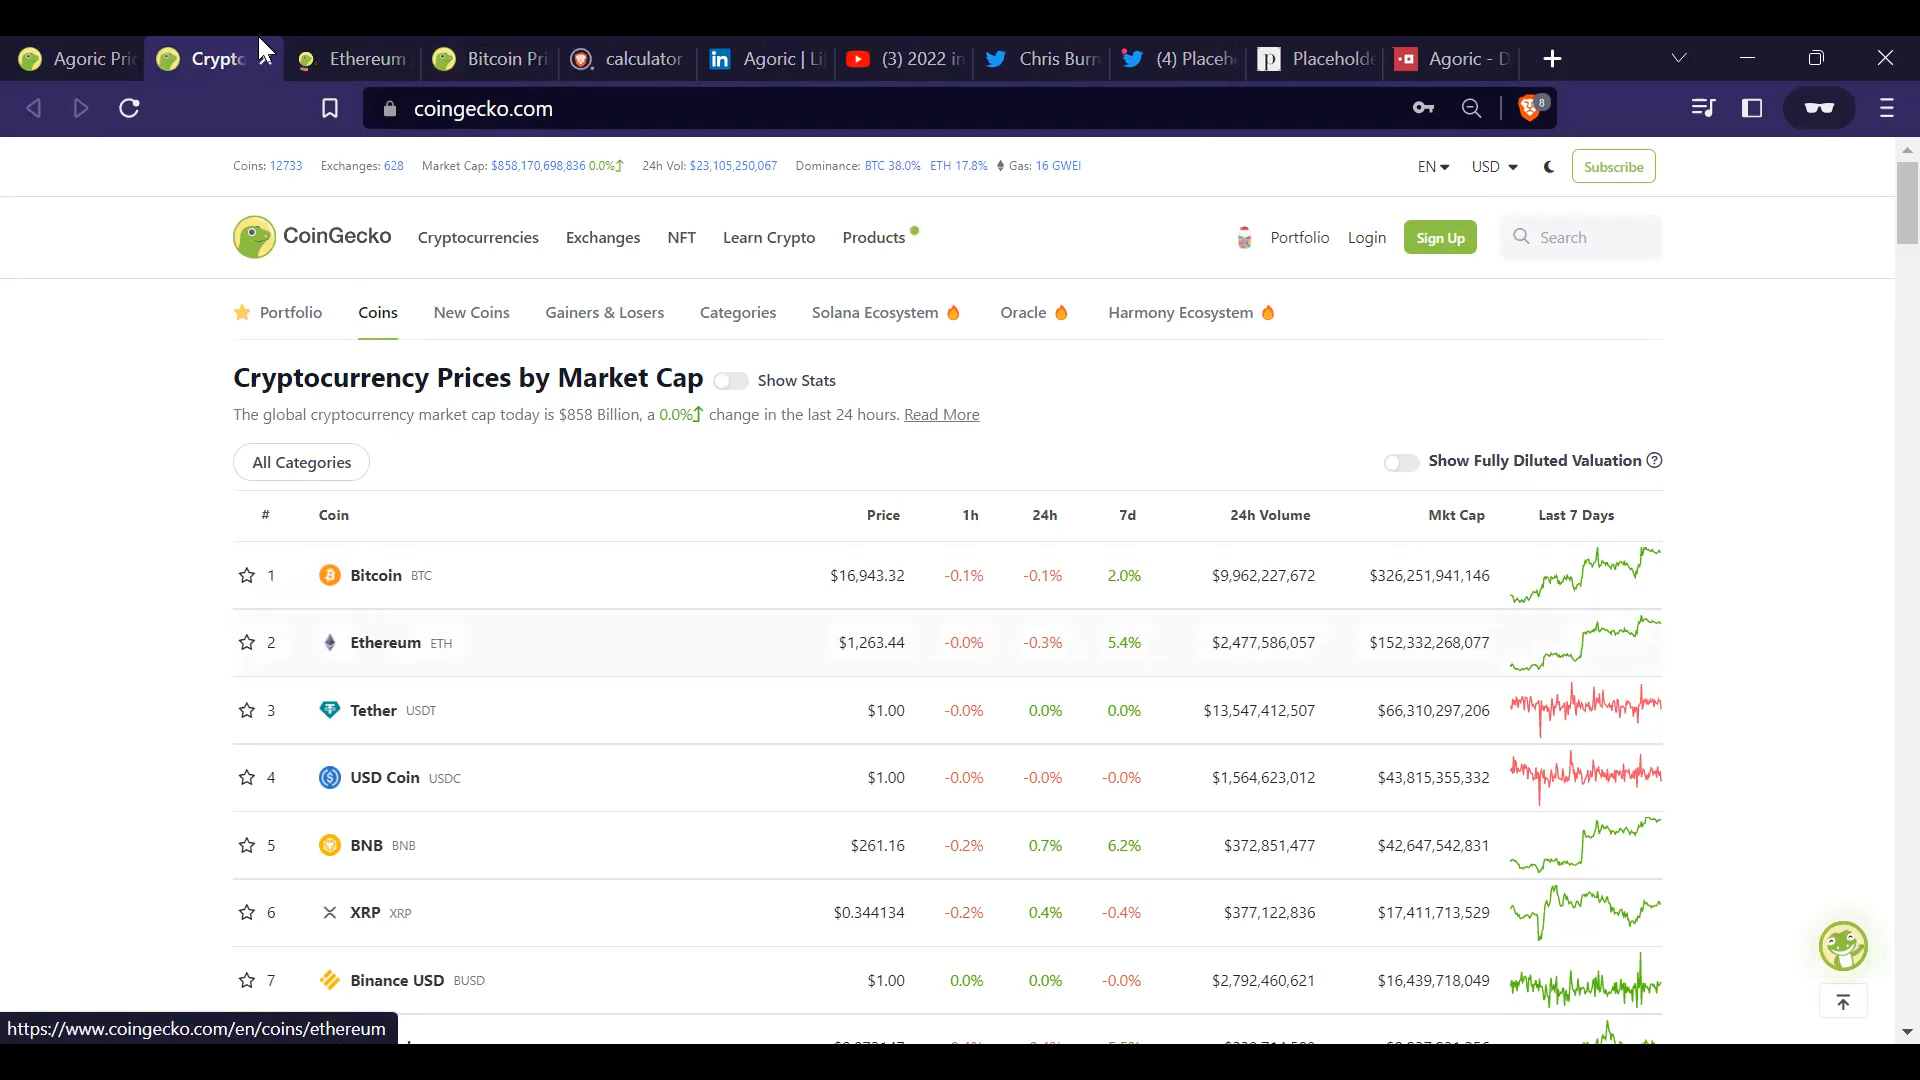 Agoric Pri
Crypto
Ethereum
Bitcoin Pri
calculator
Agoric | Li
(3) 2022 in
Chris Burn
(4) Placeh
Placehold
Agoric - D
coingecko.com
8
Coins: 12733 Exchanges: 628 Market Cap: $858,170,698,836 0.0% 24h Vol: $23,105,250,067 Dominance: BTC 38.0% ETH 17.8% Gas: 16 GWEI
EN USD Subscribe
CoinGecko Cryptocurrencies Exchanges NFT Learn Crypto Products
Portfolio Login Sign Up Search
Portfolio Coins New Coins Gainers & Losers Categories Solana Ecosystem Oracle Harmony Ecosystem
Cryptocurrency Prices by Market Cap Show Stats
The global cryptocurrency market cap today is $858 Billion, a 0.0% change in the last 24 hours. Read More
All Categories
Show Fully Diluted Valuation
# Coin Price 1h 24h 7d 24h Volume Mkt Cap Last 7 Days
1 Bitcoin BTC $16,943.32 -0.1% -0.1% 2.0% $9,962,227,672 $326,251,941,146
2 Ethereum ETH $1,263.44 -0.0% -0.3% 5.4% $2,477,586,057 $152,332,268,077
3 Tether USDT $1.00 -0.0% 0.0% 0.0% $13,547,412,507 $66,310,297,206
4 USD Coin USDC $1.00 -0.0% -0.0% -0.0% $1,564,623,012 $43,815,355,332
5 BNB BNB $261.16 -0.2% 0.7% 6.2% $372,851,477 $42,647,542,831
6 XRP XRP $0.344134 -0.2% 0.4% -0.4% $377,122,836 $17,411,713,529
7 Binance USD BUSD $1.00 0.0% 0.0% -0.0% $2,792,460,621 $16,439,718,049
https://www.coingecko.com/en/coins/ethereum